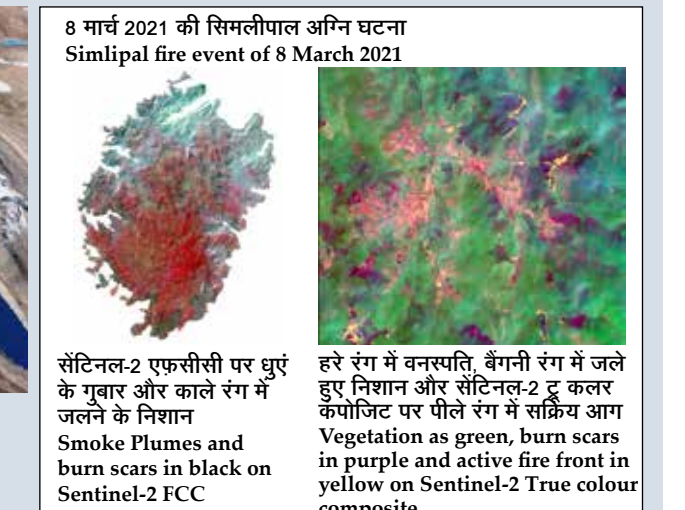 8 मार्च 2021 की सिमलीपाल अग्नि घटना
Simlipal fire event of 8 March 2021
सेंटिनल-2 एफ़सीसी पर धुएं
के गुबार और काले रंग में
जलने के निशान
Smoke Plumes and
burn scars in black on
Sentinel-2 FCC
हरे रंग में वनस्पति, बैंगनी रंग में जले
हुए निशान और सेंटिनल-2 ट्रू कलर
कंपोजिट पर पीले रंग में सक्रिय आग
Vegetation as green, burn scars
in purple and active fire front in
yellow on Sentinel-2 True colour
composite